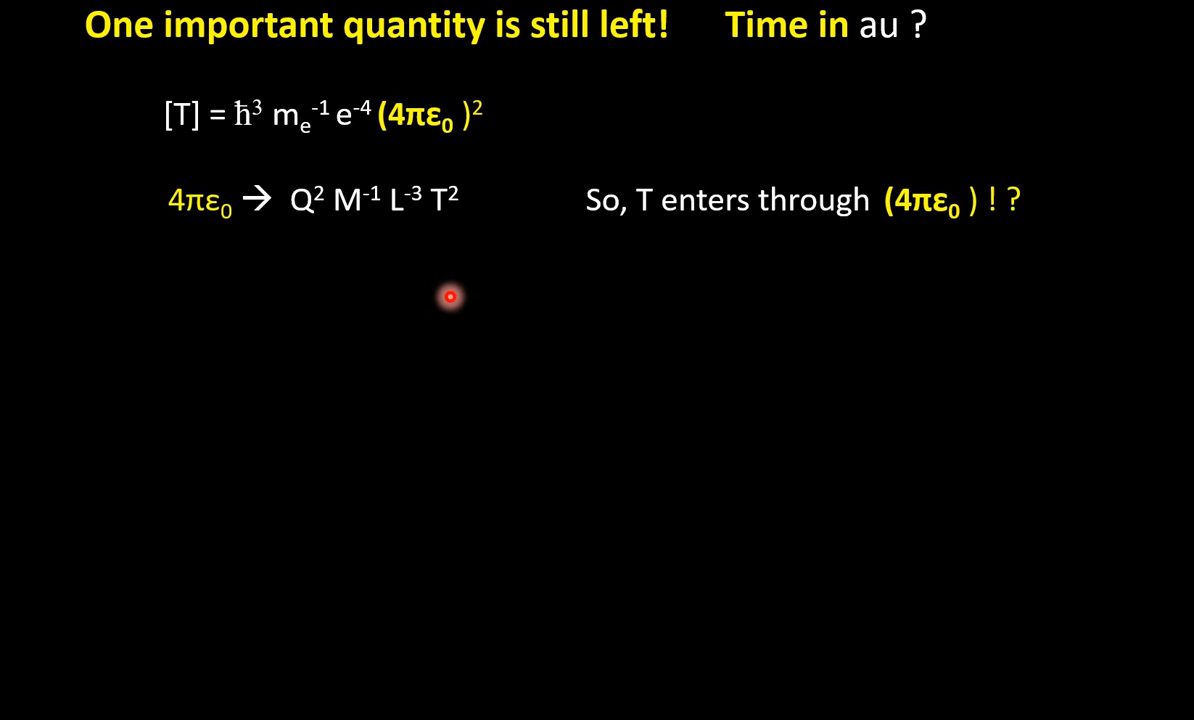 One important quantity is still left! Time in au ?
[T] = ħ³ mₑ⁻¹ e⁻⁴ (4πε₀ )²
4πε₀ → Q² M⁻¹ L⁻³ T² So, T enters through (4πε₀ ) ! ?